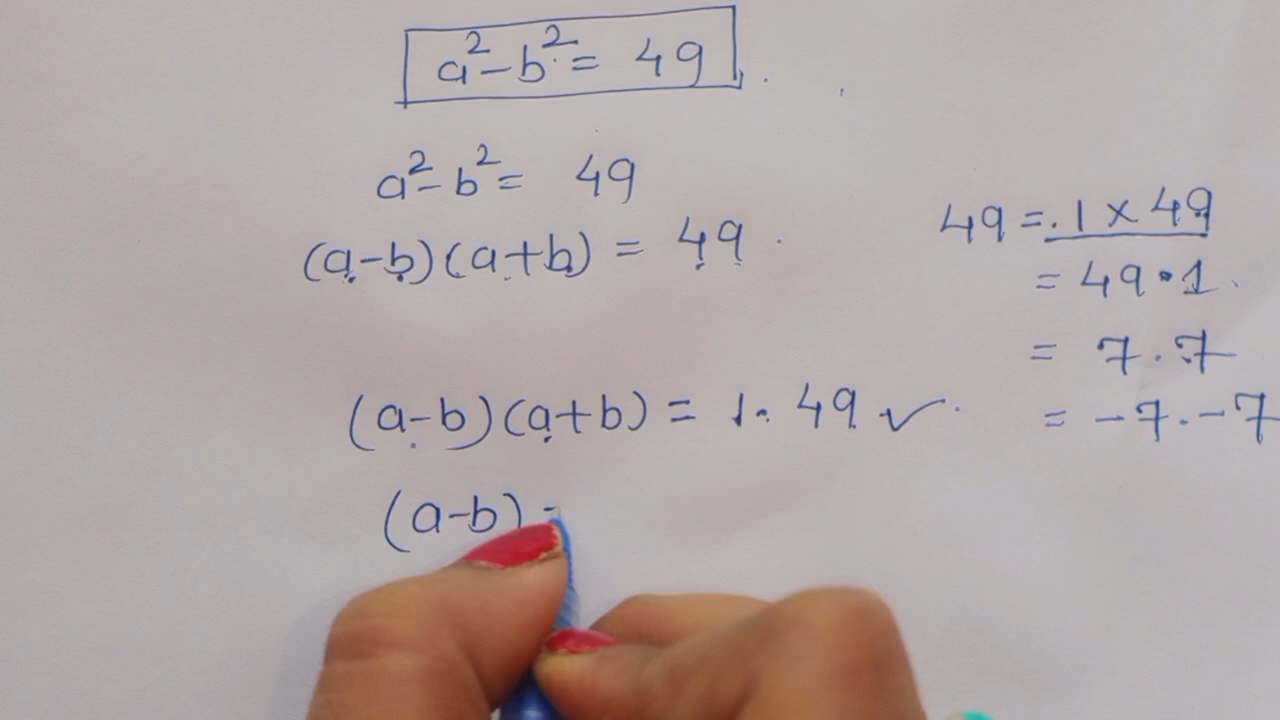 a²-b²= 49
a²-b²= 49
(a-b)(a+b) = 49
49 = 1 × 49
= 49•1
= 7.7
= -7.-7
(a-b)(a+b) = 1. 49 ✓
(a-b) =